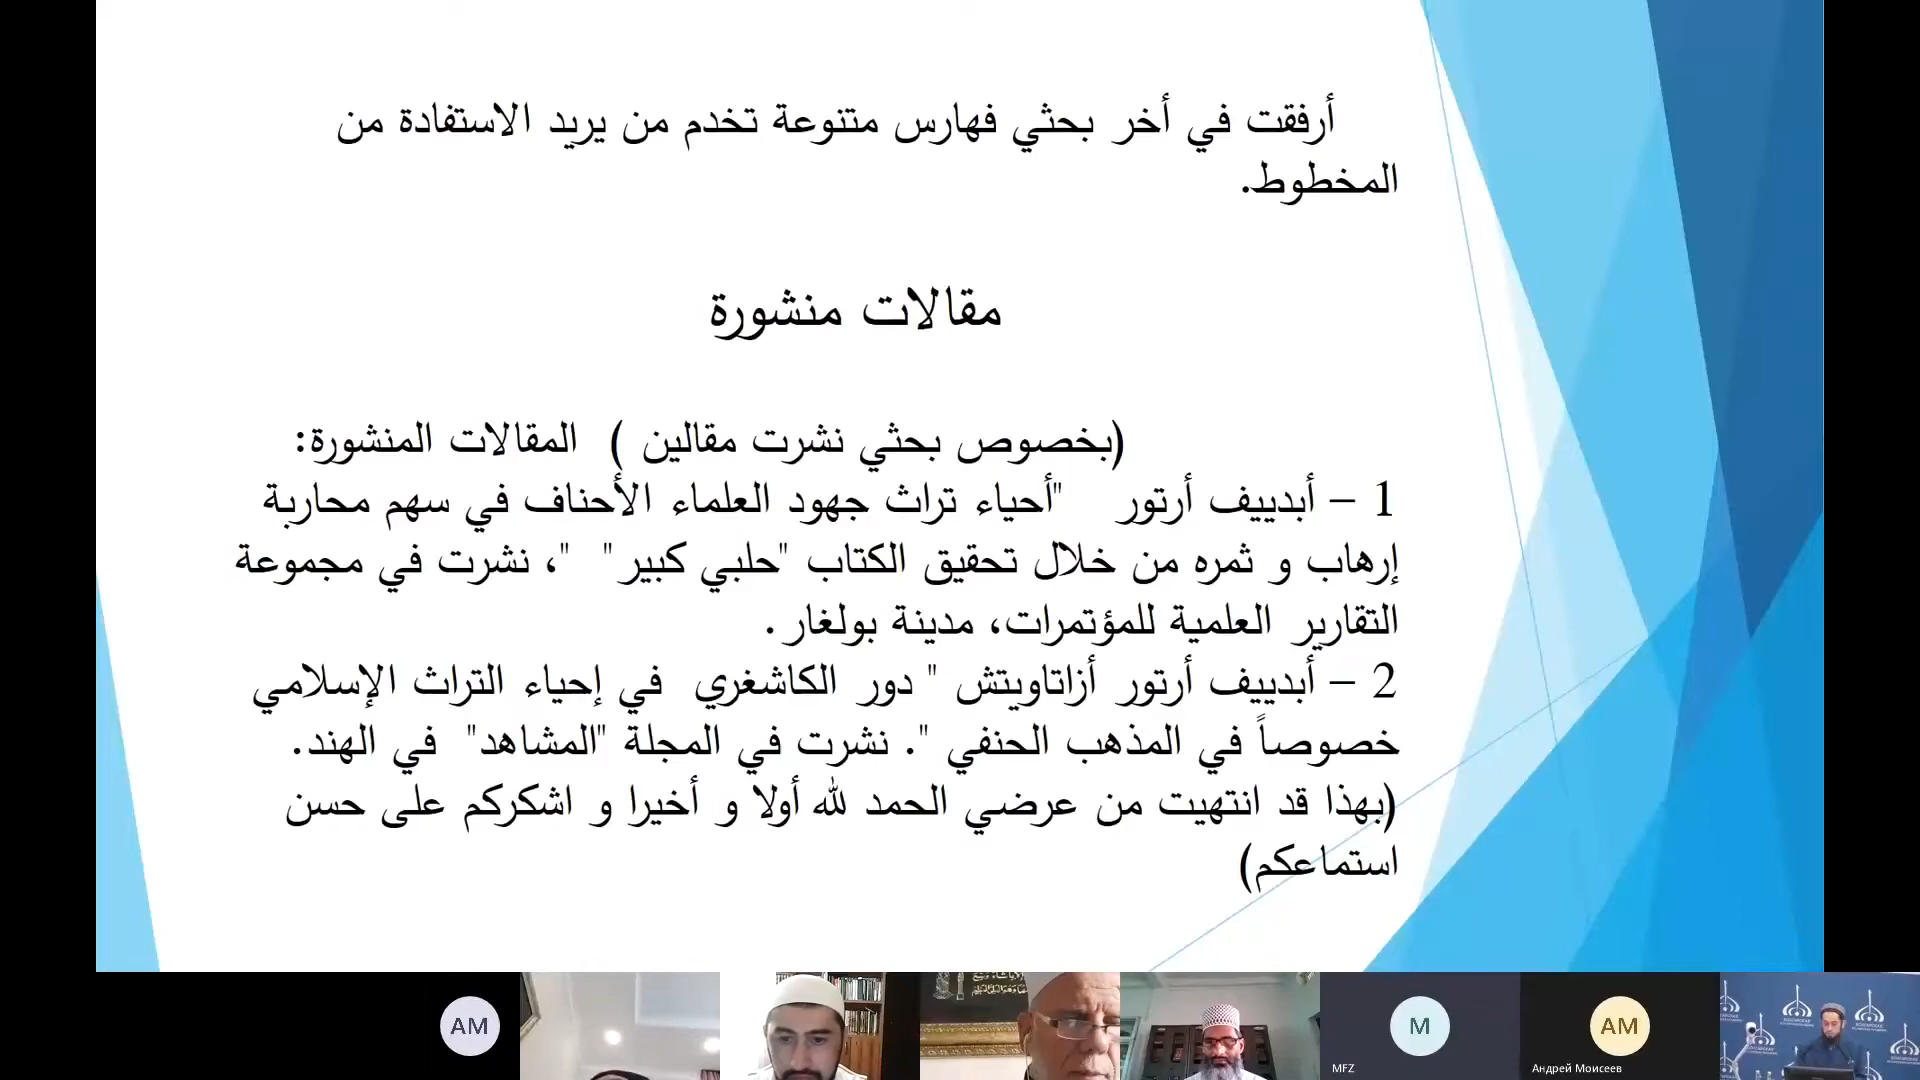 أرفقت في أخر بحثي فهارس متنوعة تخدم من يريد الاستفادة من
المخطوط.
مقالات منشورة
(بخصوص بحثي نشرت مقالين ) المقالات المنشورة:
1 – أبدييف أرتور "أحياء تراث جهود العلماء الأحناف في سهم محاربة
إرهاب و ثمره من خلال تحقيق الكتاب "حلبي كبير" "، نشرت في مجموعة
التقارير العلمية للمؤتمرات، مدينة بولغار.
2 – أبدييف أرتور أزاتاويتش " دور الكاشغري في إحياء التراث الإسلامي
خصوصاً في المذهب الحنفي ". نشرت في المجلة "المشاهد" في الهند.
(بهذا قد انتهيت من عرضي الحمد لله أولا و أخيرا و اشكركم على حسن
استماعكم)
AM
M
MFZ
AM
Андрей Моисеев